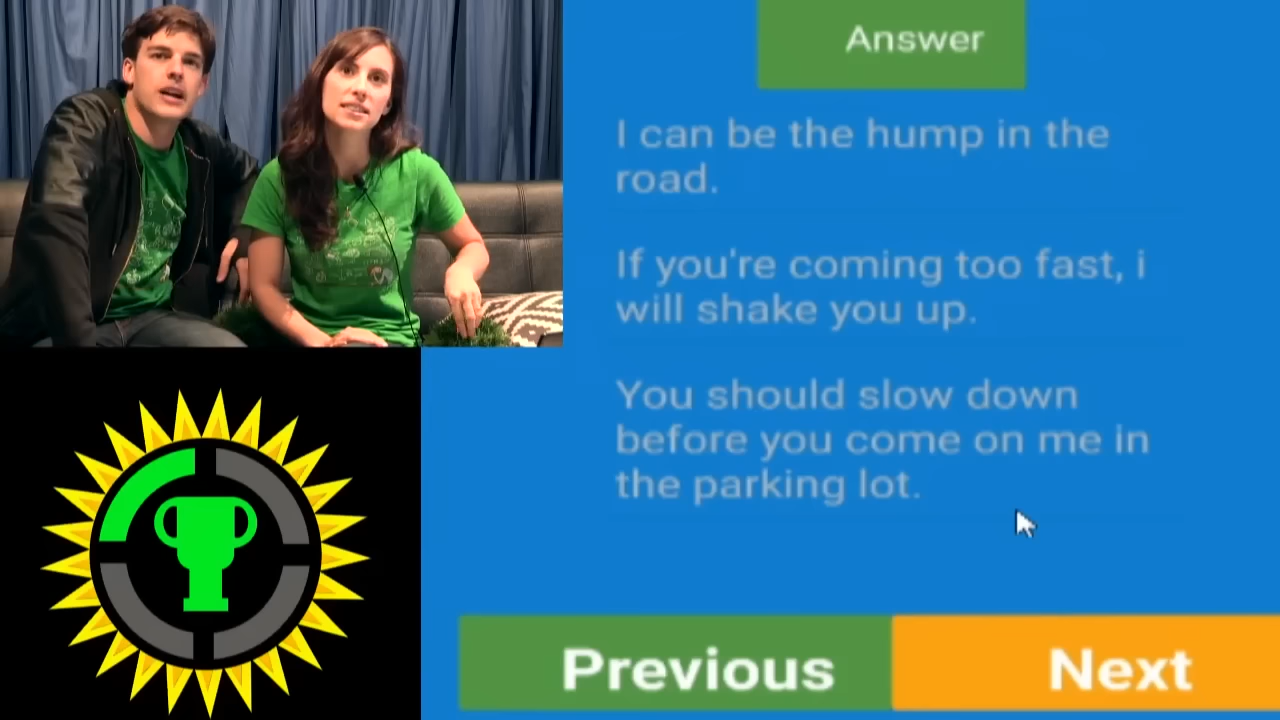 Answer
I can be the hump in the
road.
If you're coming too fast, i
will shake you up.
You should slow down
before you come on me in
the parking lot.
Previous
Next